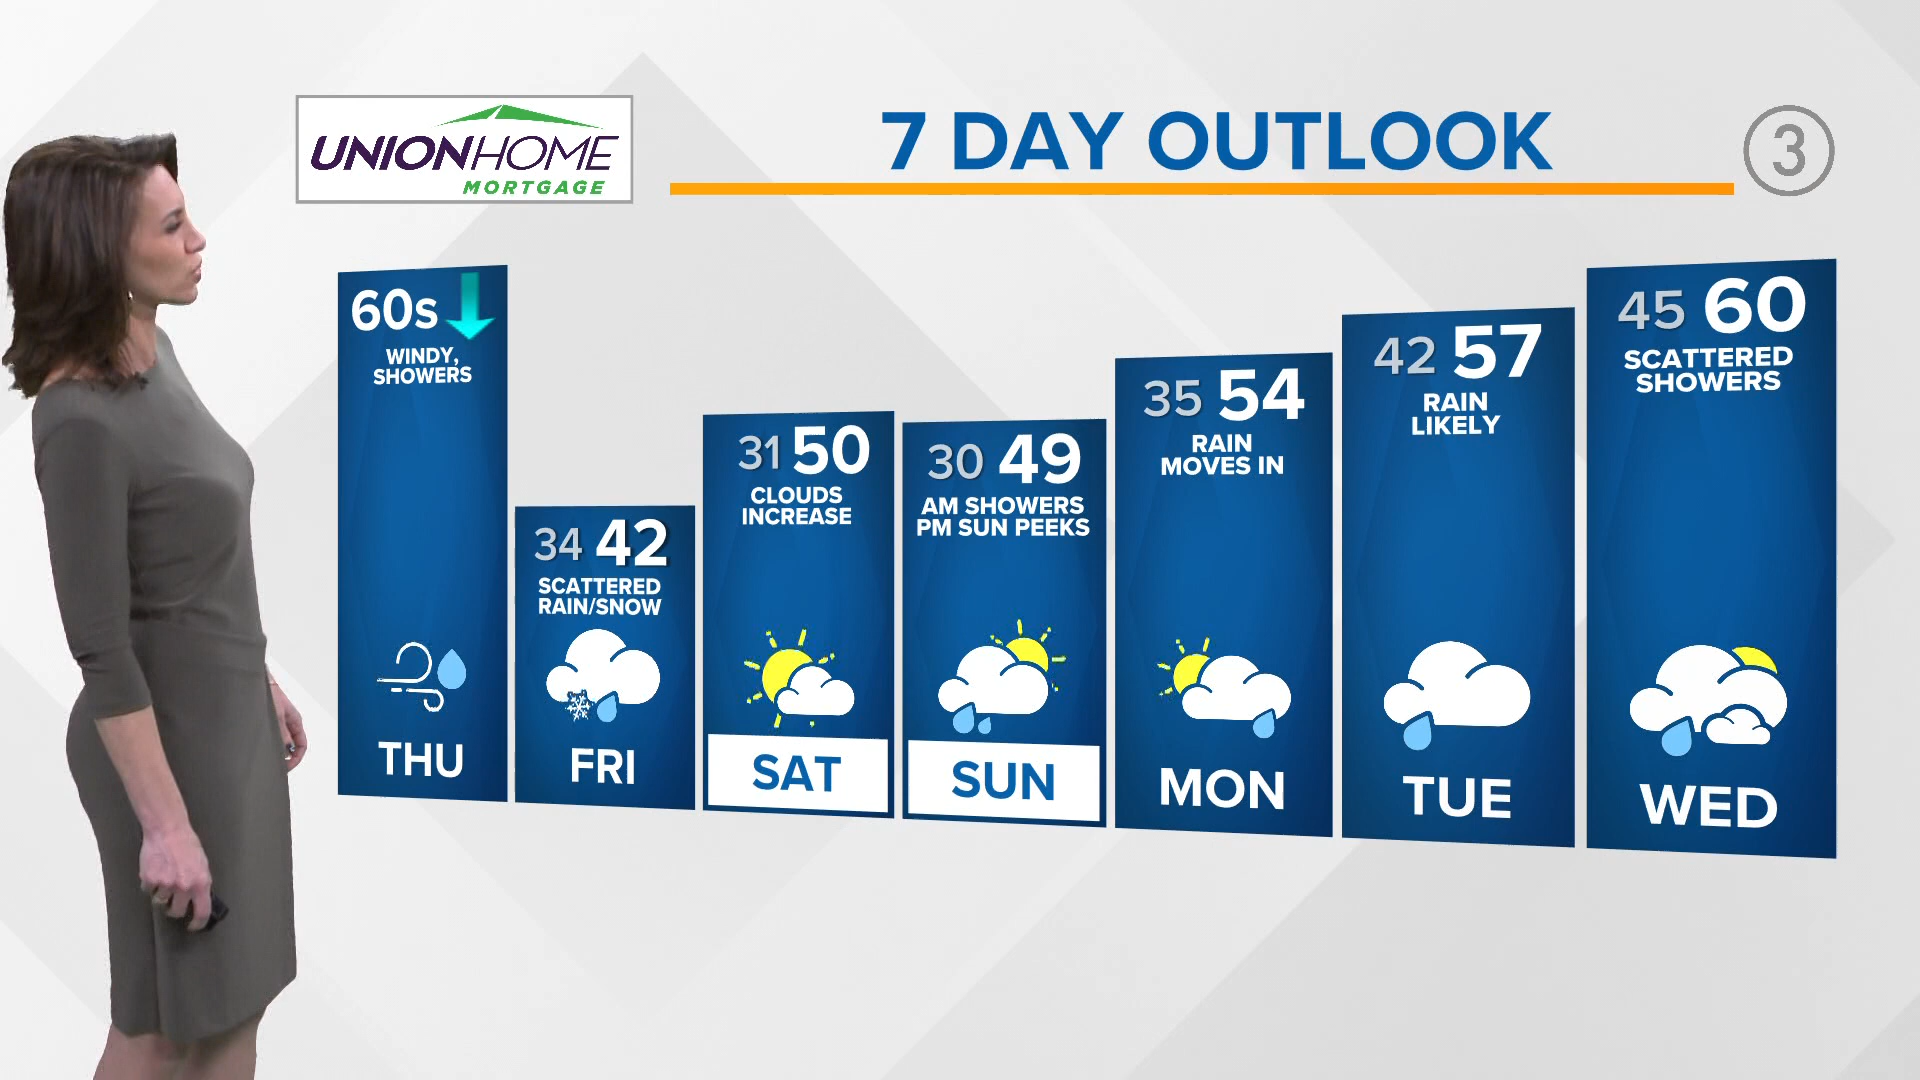 UNIONHOME
MORTGAGE
7 DAY OUTLOOK
3
60s
WINDY,
SHOWERS
THU
34 42
SCATTERED
RAIN/SNOW
FRI
31 50
CLOUDS
INCREASE
SAT
30 49
AM SHOWERS
PM SUN PEEKS
SUN
35 54
RAIN
MOVES IN
MON
42 57
RAIN
LIKELY
TUE
45 60
SCATTERED
SHOWERS
WED